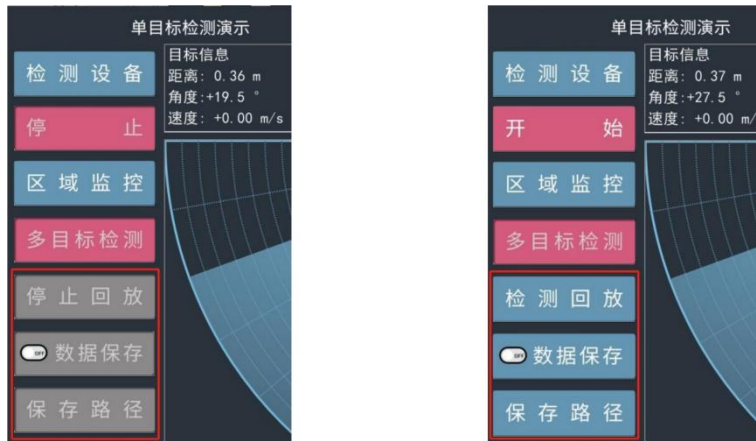 单目标检测演示
检测设备
目标信息
距离: 0.36 m
角度:+19.5 °
速度: +0.00 m/s
停止
区域监控
多目标检测
停止回放
OFF 数据保存
保存路径
单目标检测演示
检测设备
目标信息
距离: 0.37 m
角度:+27.5 °
速度: +0.00 m/
开始
区域监控
多目标检测
检测回放
OFF 数据保存
保存路径